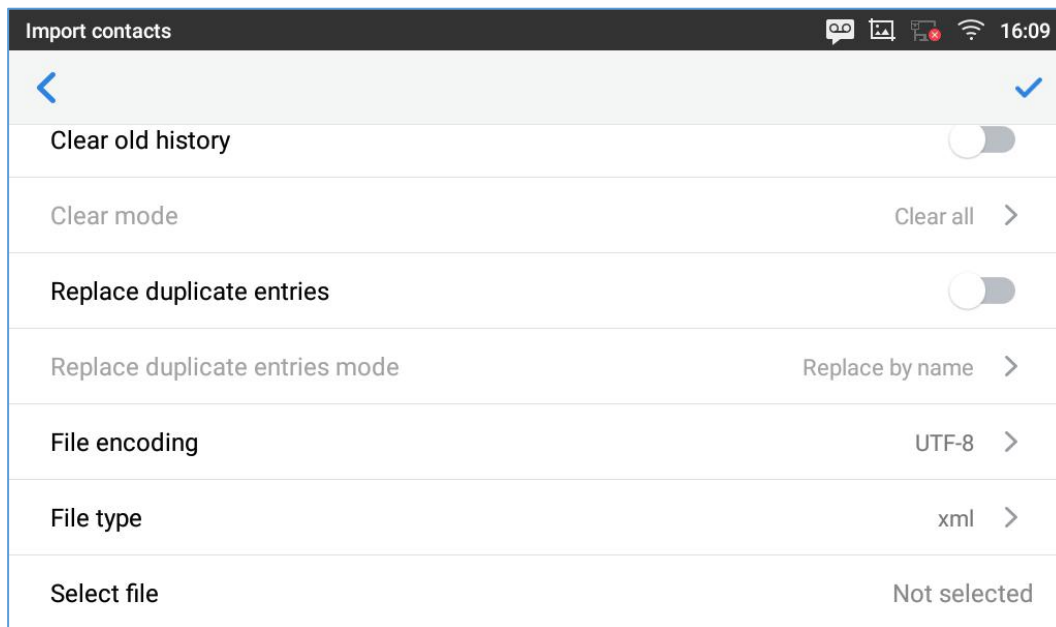 Import contacts 16:09
Clear old history
Clear mode Clear all
Replace duplicate entries
Replace duplicate entries mode Replace by name
File encoding UTF-8
File type xml
Select file Not selected